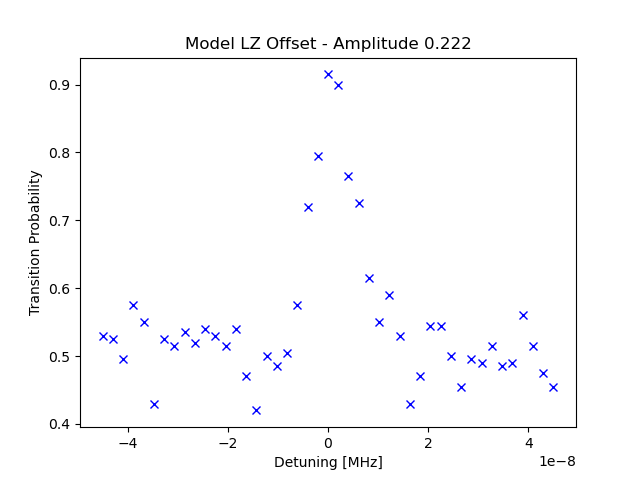 Model LZ Offset - Amplitude 0.222
0.9
0.8
0.7
0.6
0.5
0.4
Transition Probability
−4
−2
0
2
4
1e−8
Detuning [MHz]